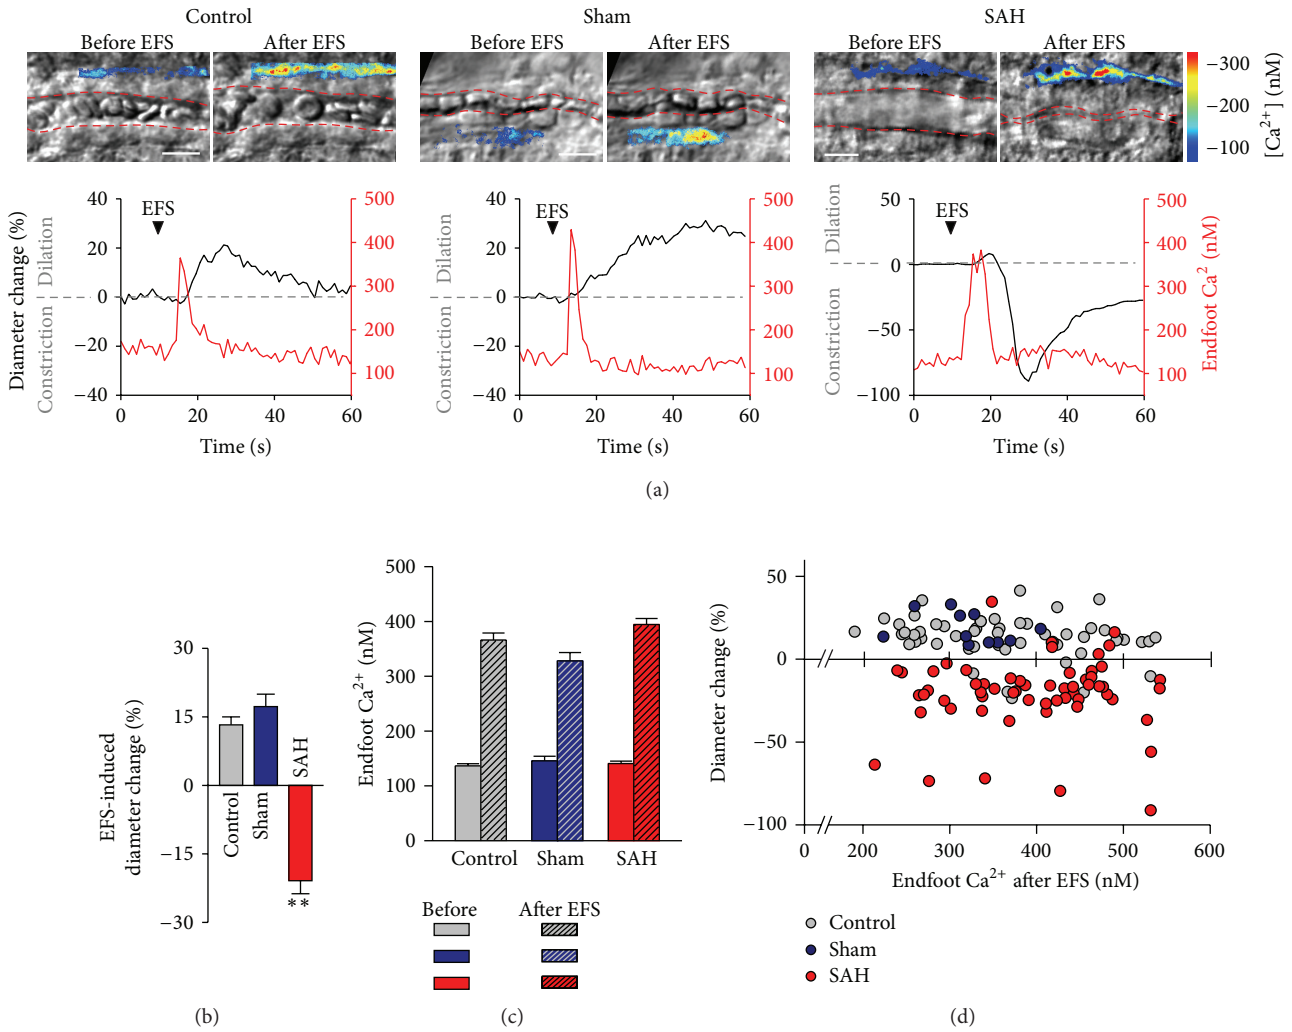 Control Sham SAH
Before EFS After EFS Before EFS After EFS Before EFS After EFS
−300
−200
−100
[Ca2+] (nM)
Diameter change (%)
Constriction Dilation
40
20
0
−20
−40
EFS
500
400
300
200
100
0 20 40 60
Time (s)
Constriction Dilation
40
20
0
−20
−40
EFS
500
400
300
200
100
0 20 40 60
Time (s)
Constriction Dilation
50
0
−50
−100
EFS
500
400
300
200
100
Endfoot Ca2 (nM)
0 20 40 60
Time (s)
(a)
EFS-induced
diameter change (%)
30
15
0
−15
−30
Control
Sham
SAH
**
(b)
Endfoot Ca2+ (nM)
500
400
300
200
100
0
Control Sham SAH
Before After EFS
(c)
Diameter change (%)
50
0
−50
−100
0 200 300 400 500 600
Endfoot Ca2+ after EFS (nM)
Control
Sham
SAH
(d)